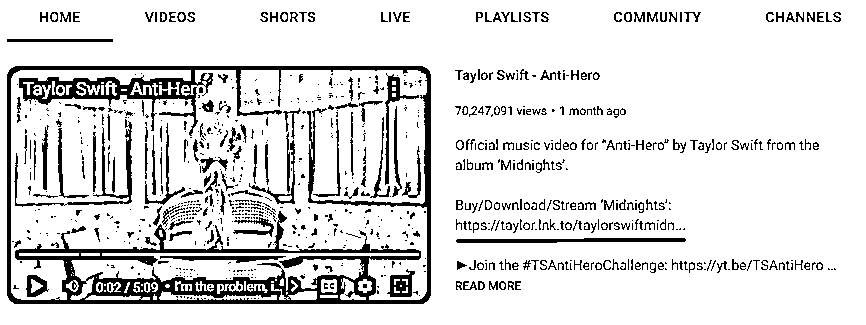 HOME VIDEOS SHORTS LIVE PLAYLISTS COMMUNITY CHANNELS
Taylor Swift - Anti-Hero
0:02 / 5:09 • I'm the problem,
Taylor Swift - Anti-Hero
70,247,091 views • 1 month ago
Official music video for “Anti-Hero” by Taylor Swift from the
album ‘Midnights’.
Buy/Download/Stream ‘Midnights’:
https://taylor.lnk.to/taylorswiftmidn...
►Join the #TSAntiHeroChallenge: https://yt.be/TSAntiHero ...
READ MORE